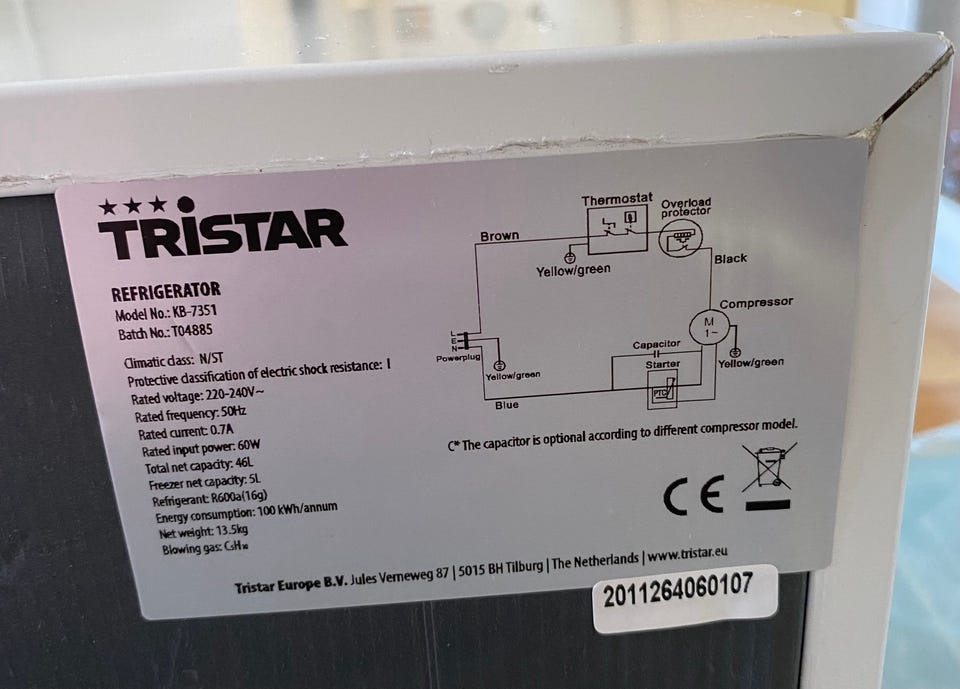 TRISTAR
REFRIGERATOR
Model No.: KB-7351
Batch No.: T04885
Climatic class: N/ST
Protective classification of electric shock resistance: I
Rated voltage: 220-240V~
Rated frequency: 50Hz
Rated current: 0.7A
Rated input power: 60W
Total net capacity: 46L
Freezer net capacity: 5L
Refrigerant: R600a(16g)
Energy consumption: 100 kWh/annum
Net weight: 13.5kg
Blowing gas: C₅H₁₀
Thermostat
Overload
protector
Brown
Yellow/green
Black
Compressor
M
1~
L
E
N
Powerplug
Yellow/green
Capacitor
Starter
PTC
Yellow/green
Blue
C* The capacitor is optional according to different compressor model.
CE
Tristar Europe B.V. Jules Verneweg 87 | 5015 BH Tilburg | The Netherlands | www.tristar.eu
2011264060107